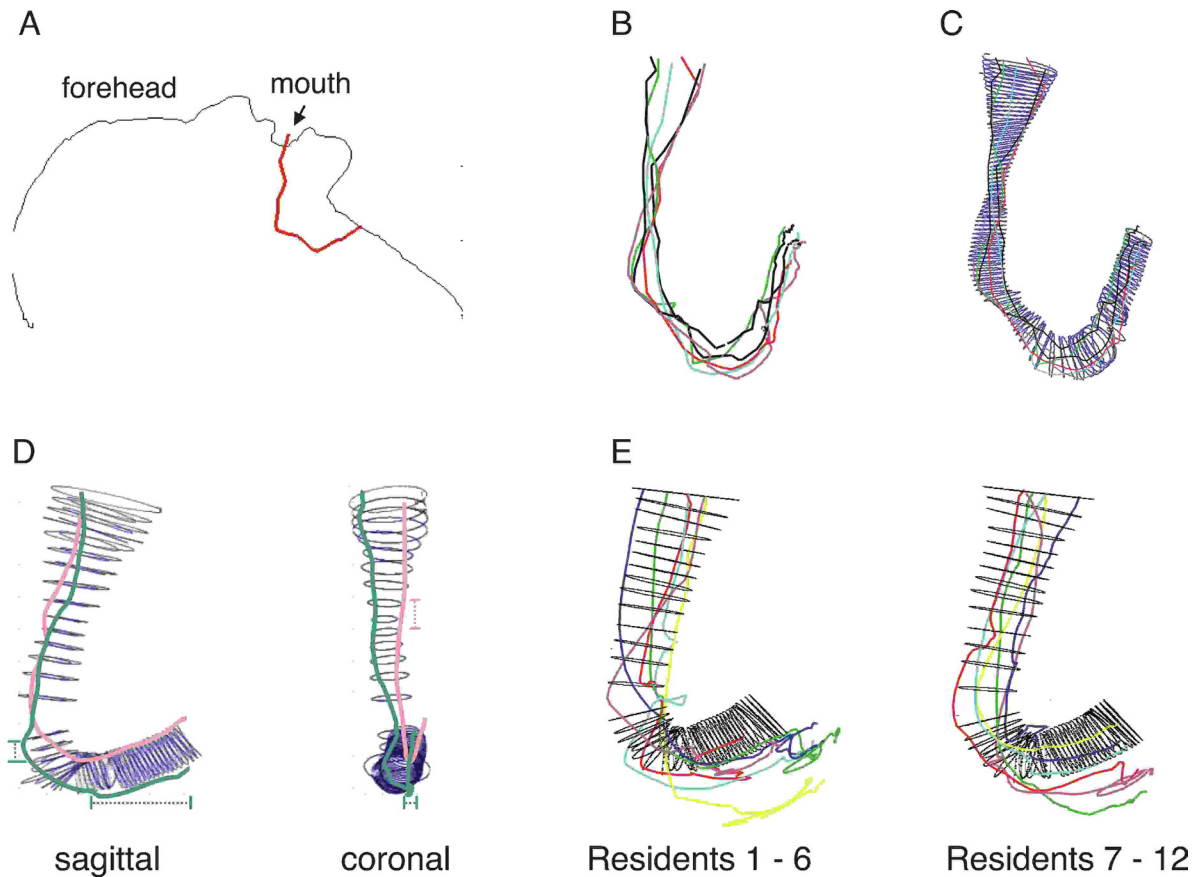 A
forehead
mouth
B
C
D
sagittal
coronal
E
Residents 1 - 6
Residents 7 - 12